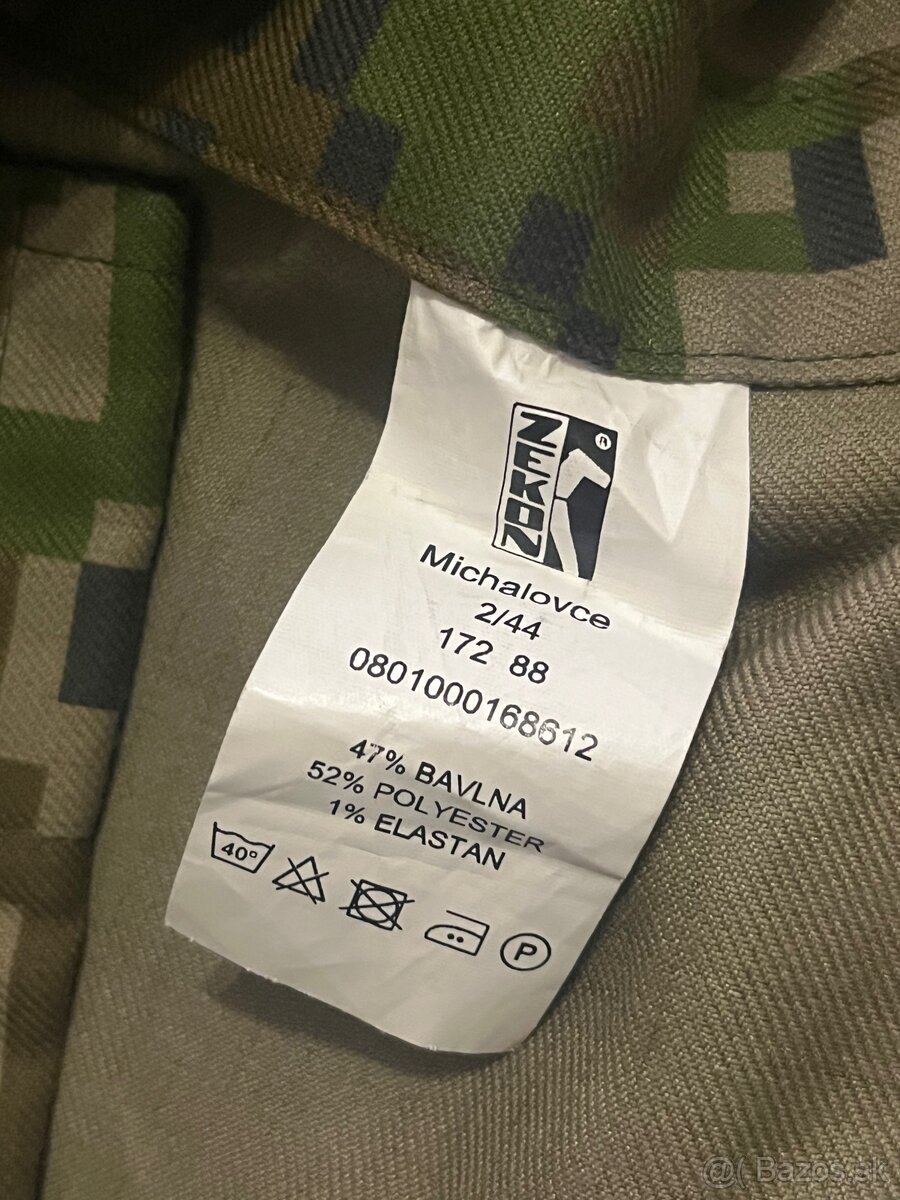 ZEKON
®
Michalovce
2/44
172 88
0801000168612
47% BAVLNA
52% POLYESTER
1% ELASTAN
40°
P
@( Bazos.sk